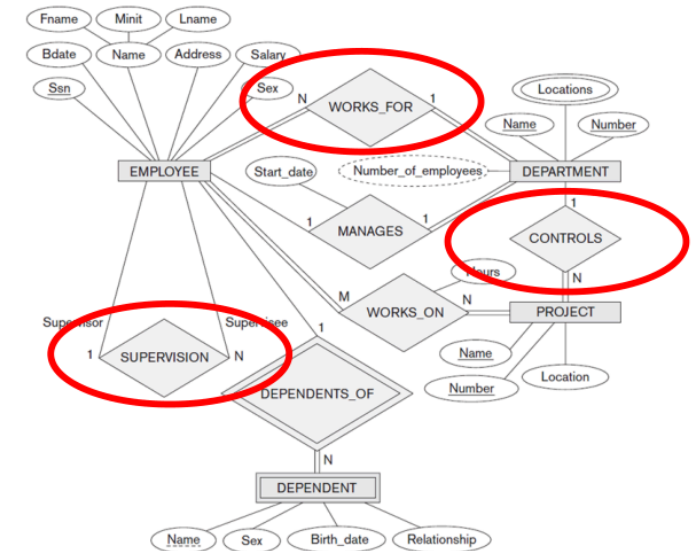 Fname
Minit
Lname
Bdate
Name
Address
Salary
Ssn
Sex
N
WORKS_FOR
1
Locations
Name
Number
EMPLOYEE
Start_date
Number_of_employees
DEPARTMENT
1
MANAGES
1
1
CONTROLS
N
M
WORKS_ON
Hours
N
PROJECT
Supervisor
Supervisee
1
SUPERVISION
N
1
Name
Number
Location
DEPENDENTS_OF
N
DEPENDENT
Name
Sex
Birth_date
Relationship